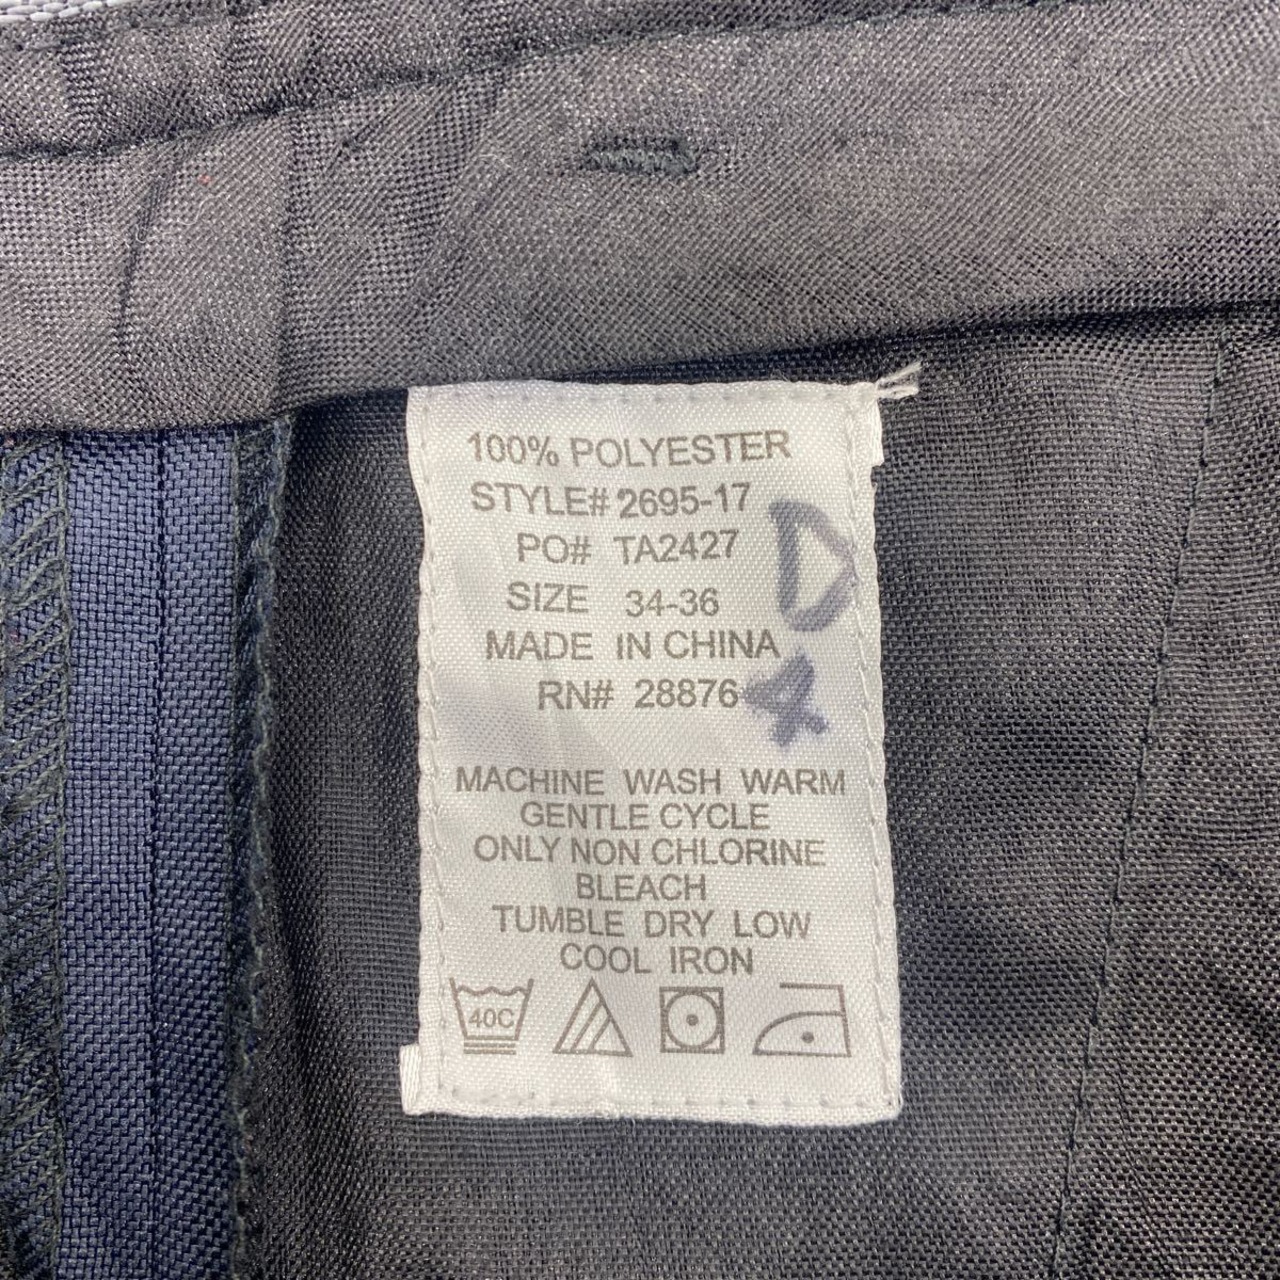 100% POLYESTER
STYLE# 2695-17
PO# TA2427
D
SIZE 34-36
MADE IN CHINA
RN# 28876
4
MACHINE WASH WARM
GENTLE CYCLE
ONLY NON CHLORINE
BLEACH
TUMBLE DRY LOW
COOL IRON
40C